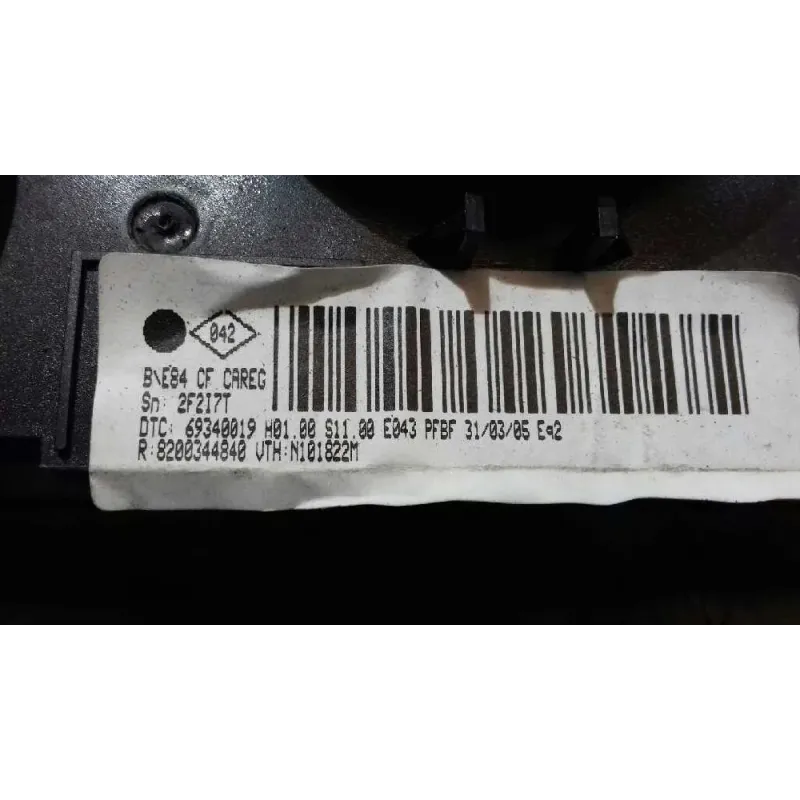 042
B\E84 CF CAREG
Sn: 2F2I7T
DTC: 69340019 H01.00 S11.00 E043 PFBF 31/03/05 Eq2
R:8200344840 VTH:N101822M